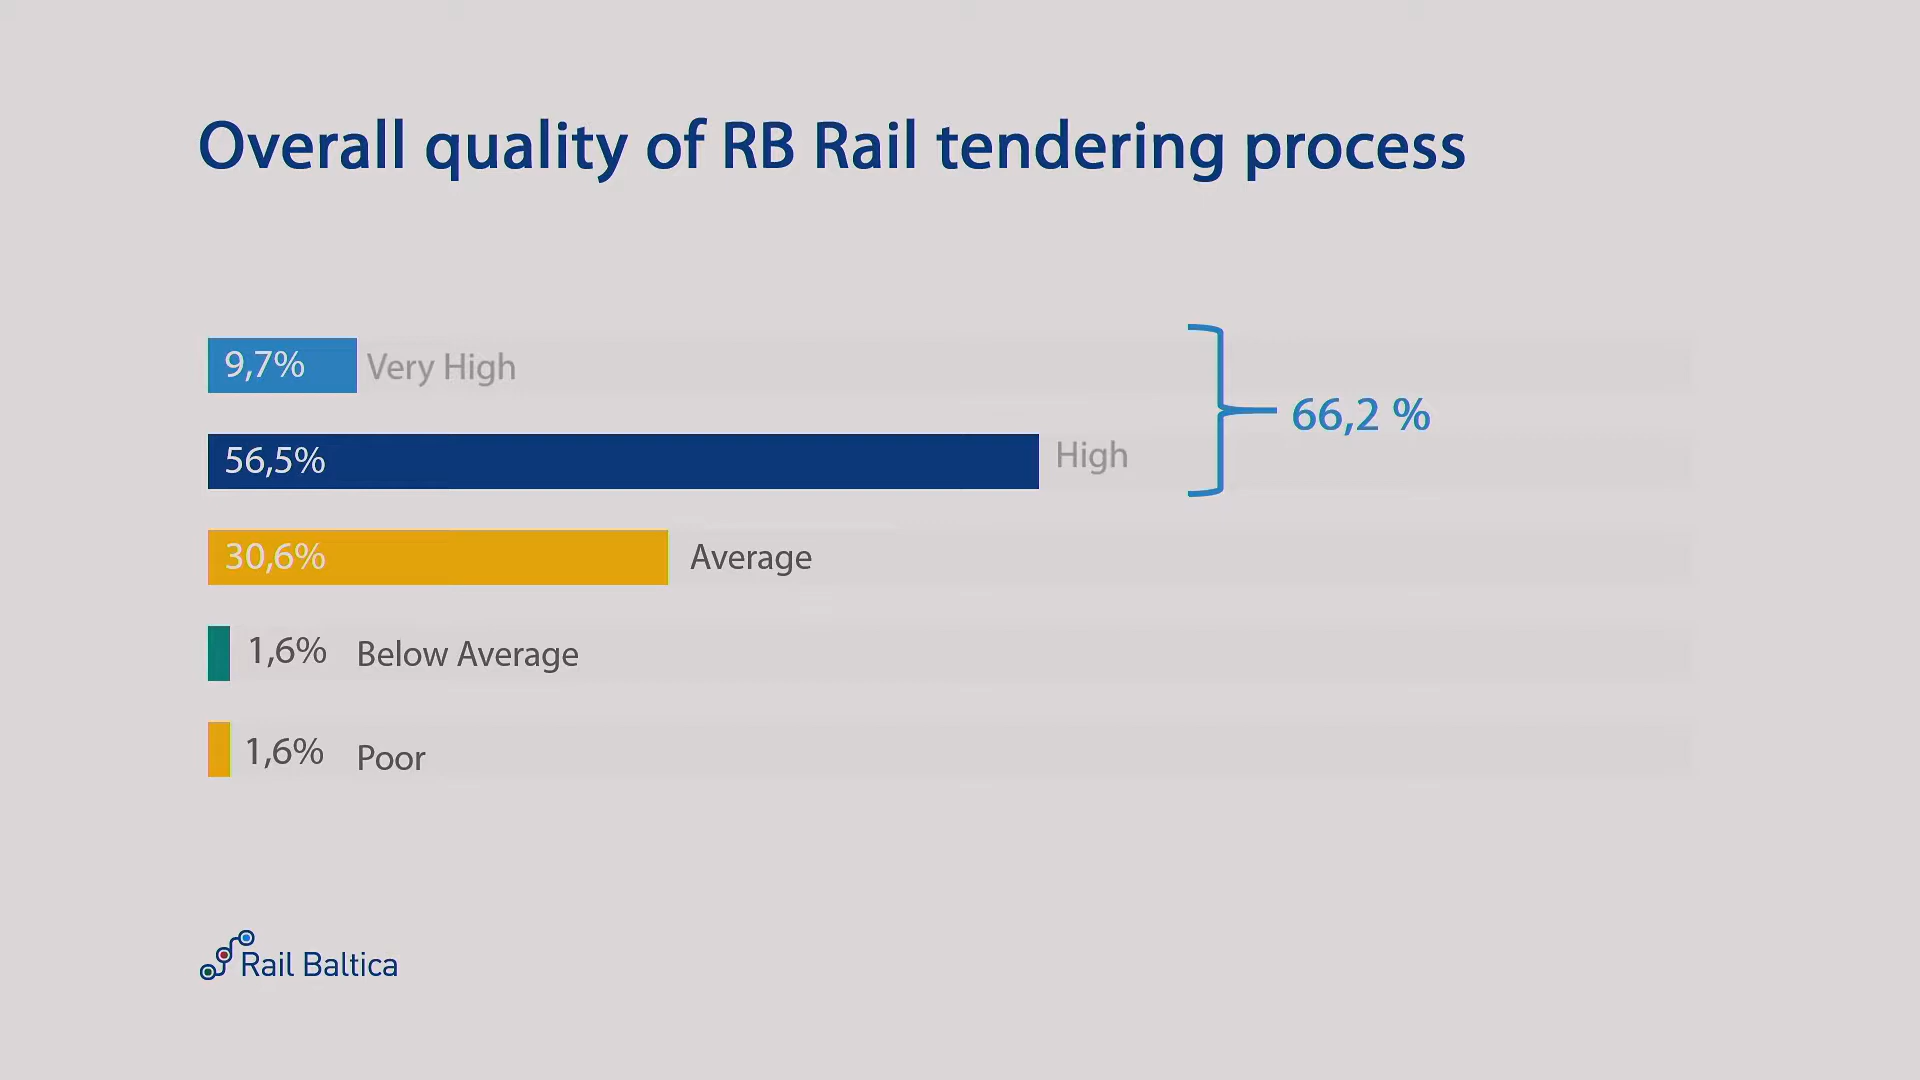 Overall quality of RB Rail tendering process
9,7% Very High
56,5% High
66,2 %
30,6% Average
1,6% Below Average
1,6% Poor
Rail Baltica